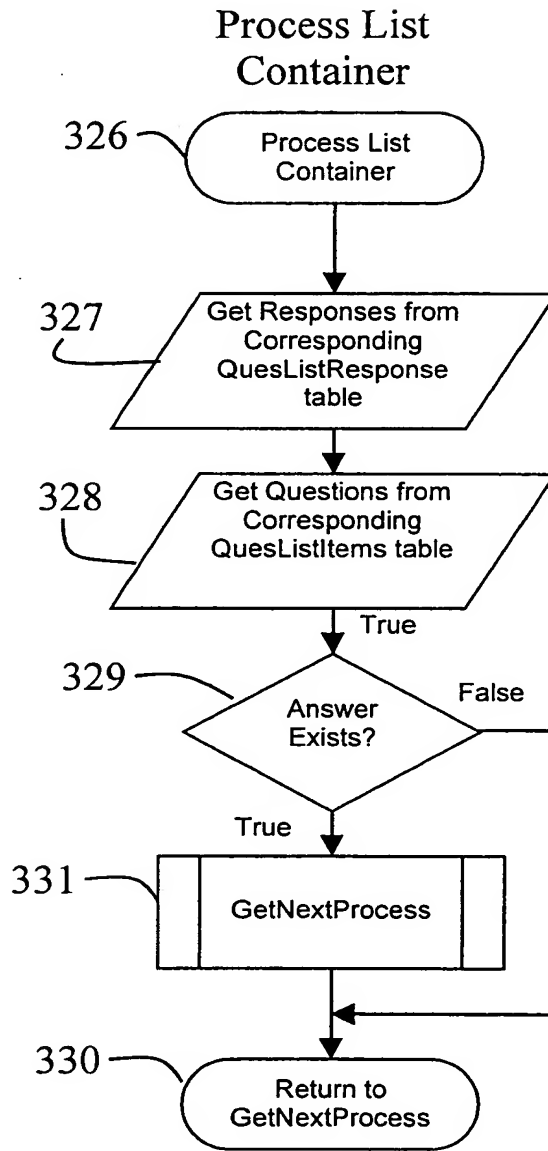 Process List
Container
326
Process List
Container
327
Get Responses from
Corresponding
QuesListResponse
table
328
Get Questions from
Corresponding
QuesListItems table
True
329
Answer
Exists?
False
True
331
GetNextProcess
330
Return to
GetNextProcess